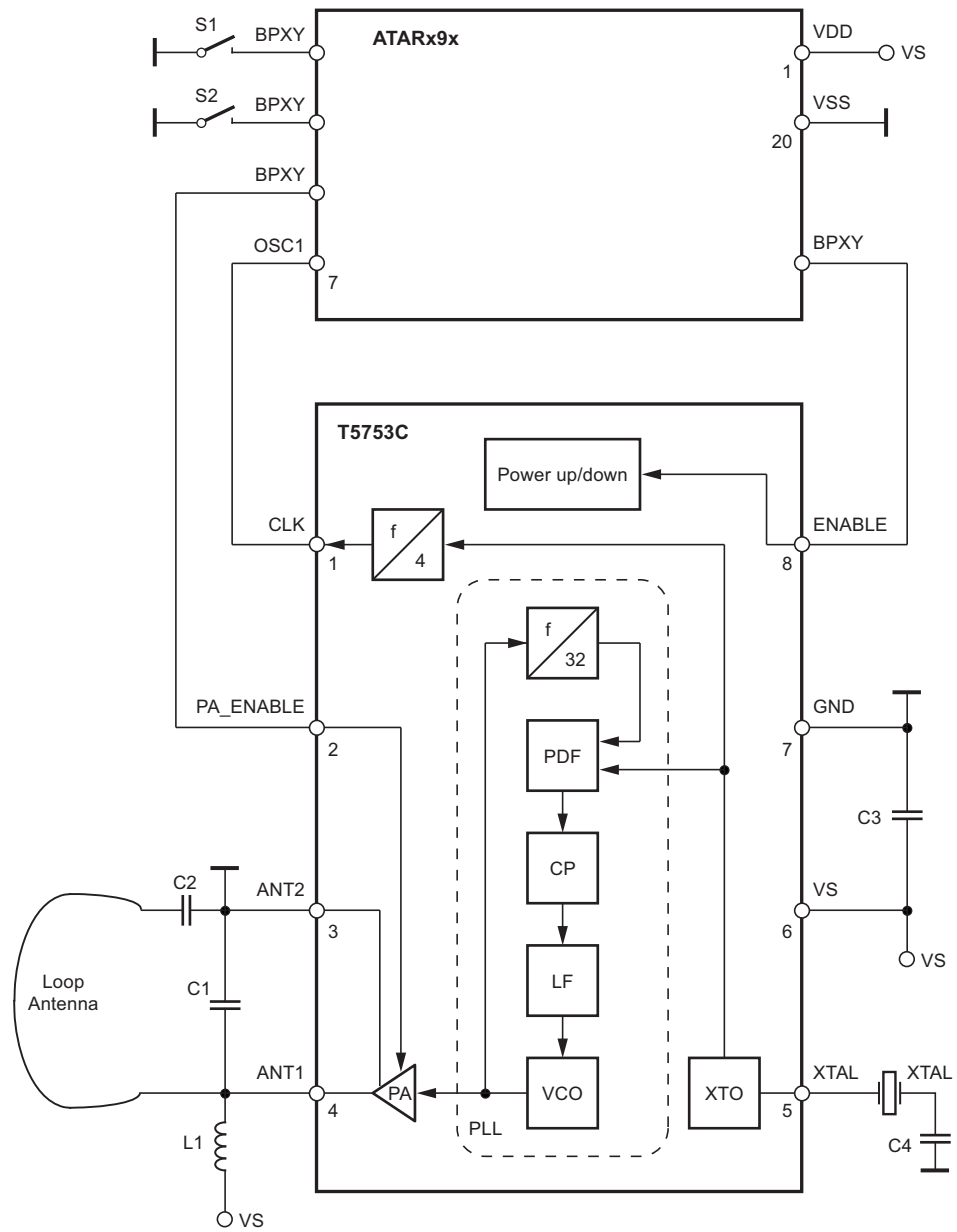 S1
BPXY
ATARx9x
VDD
1
VS
S2
BPXY
VSS
20
BPXY
OSC1
7
BPXY
T5753C
Power up/down
CLK
1
f
4
ENABLE
8
f
32
PA_ENABLE
2
PDF
GND
7
C3
C2
ANT2
3
CP
VS
6
VS
Loop
Antenna
C1
LF
ANT1
4
PA
VCO
PLL
XTO
XTAL
5
XTAL
L1
C4
VS